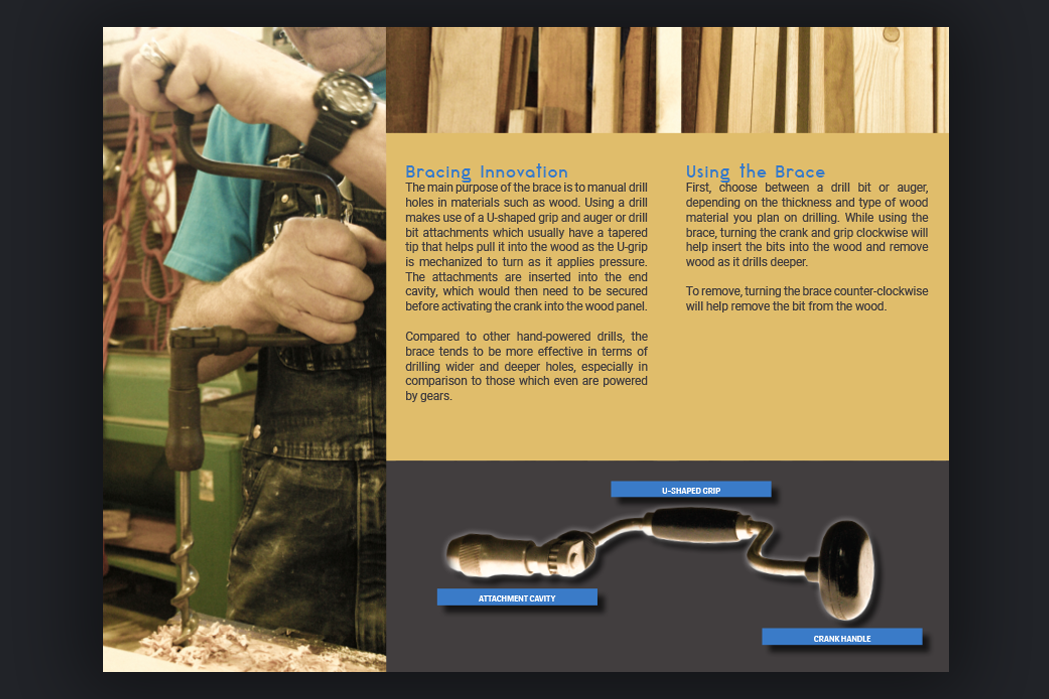 Bracing Innovation
The main purpose of the brace is to manual drill
holes in materials such as wood. Using a drill
makes use of a U-shaped grip and auger or drill
bit attachments which usually have a tapered
tip that helps pull it into the wood as the U-grip
is mechanized to turn as it applies pressure.
The attachments are inserted into the end
cavity, which would then need to be secured
before activating the crank into the wood panel.
Compared to other hand-powered drills, the
brace tends to be more effective in terms of
drilling wider and deeper holes, especially in
comparison to those which even are powered
by gears.
Using the Brace
First, choose between a drill bit or auger,
depending on the thickness and type of wood
material you plan on drilling. While using the
brace, turning the crank and grip clockwise will
help insert the bits into the wood and remove
wood as it drills deeper.
To remove, turning the brace counter-clockwise
will help remove the bit from the wood.
U-SHAPED GRIP
ATTACHMENT CAVITY
CRANK HANDLE